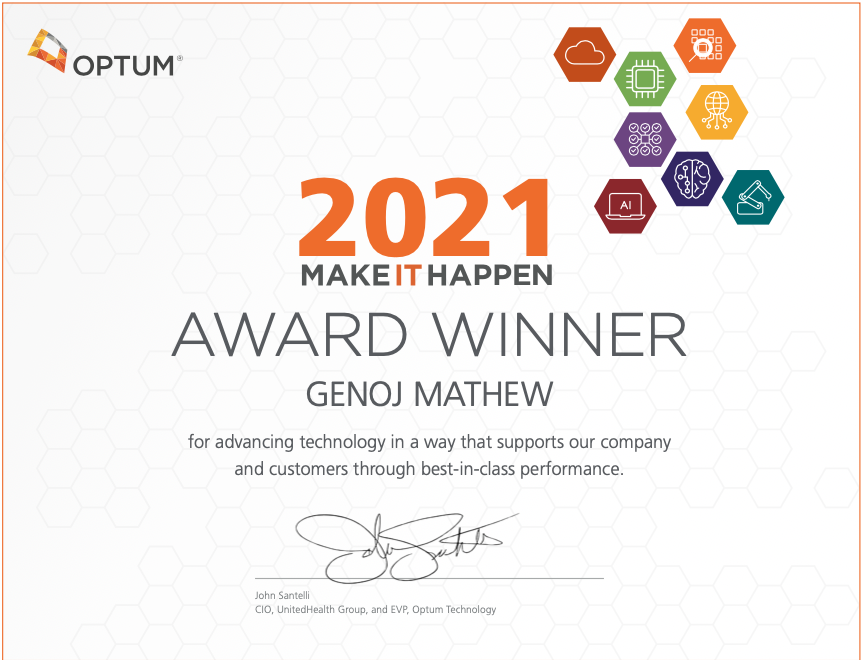 OPTUM®
AI
2021
MAKE IT HAPPEN
AWARD WINNER
GENOJ MATHEW
for advancing technology in a way that supports our company
and customers through best-in-class performance.
John Santelli
CIO, UnitedHealth Group, and EVP, Optum Technology